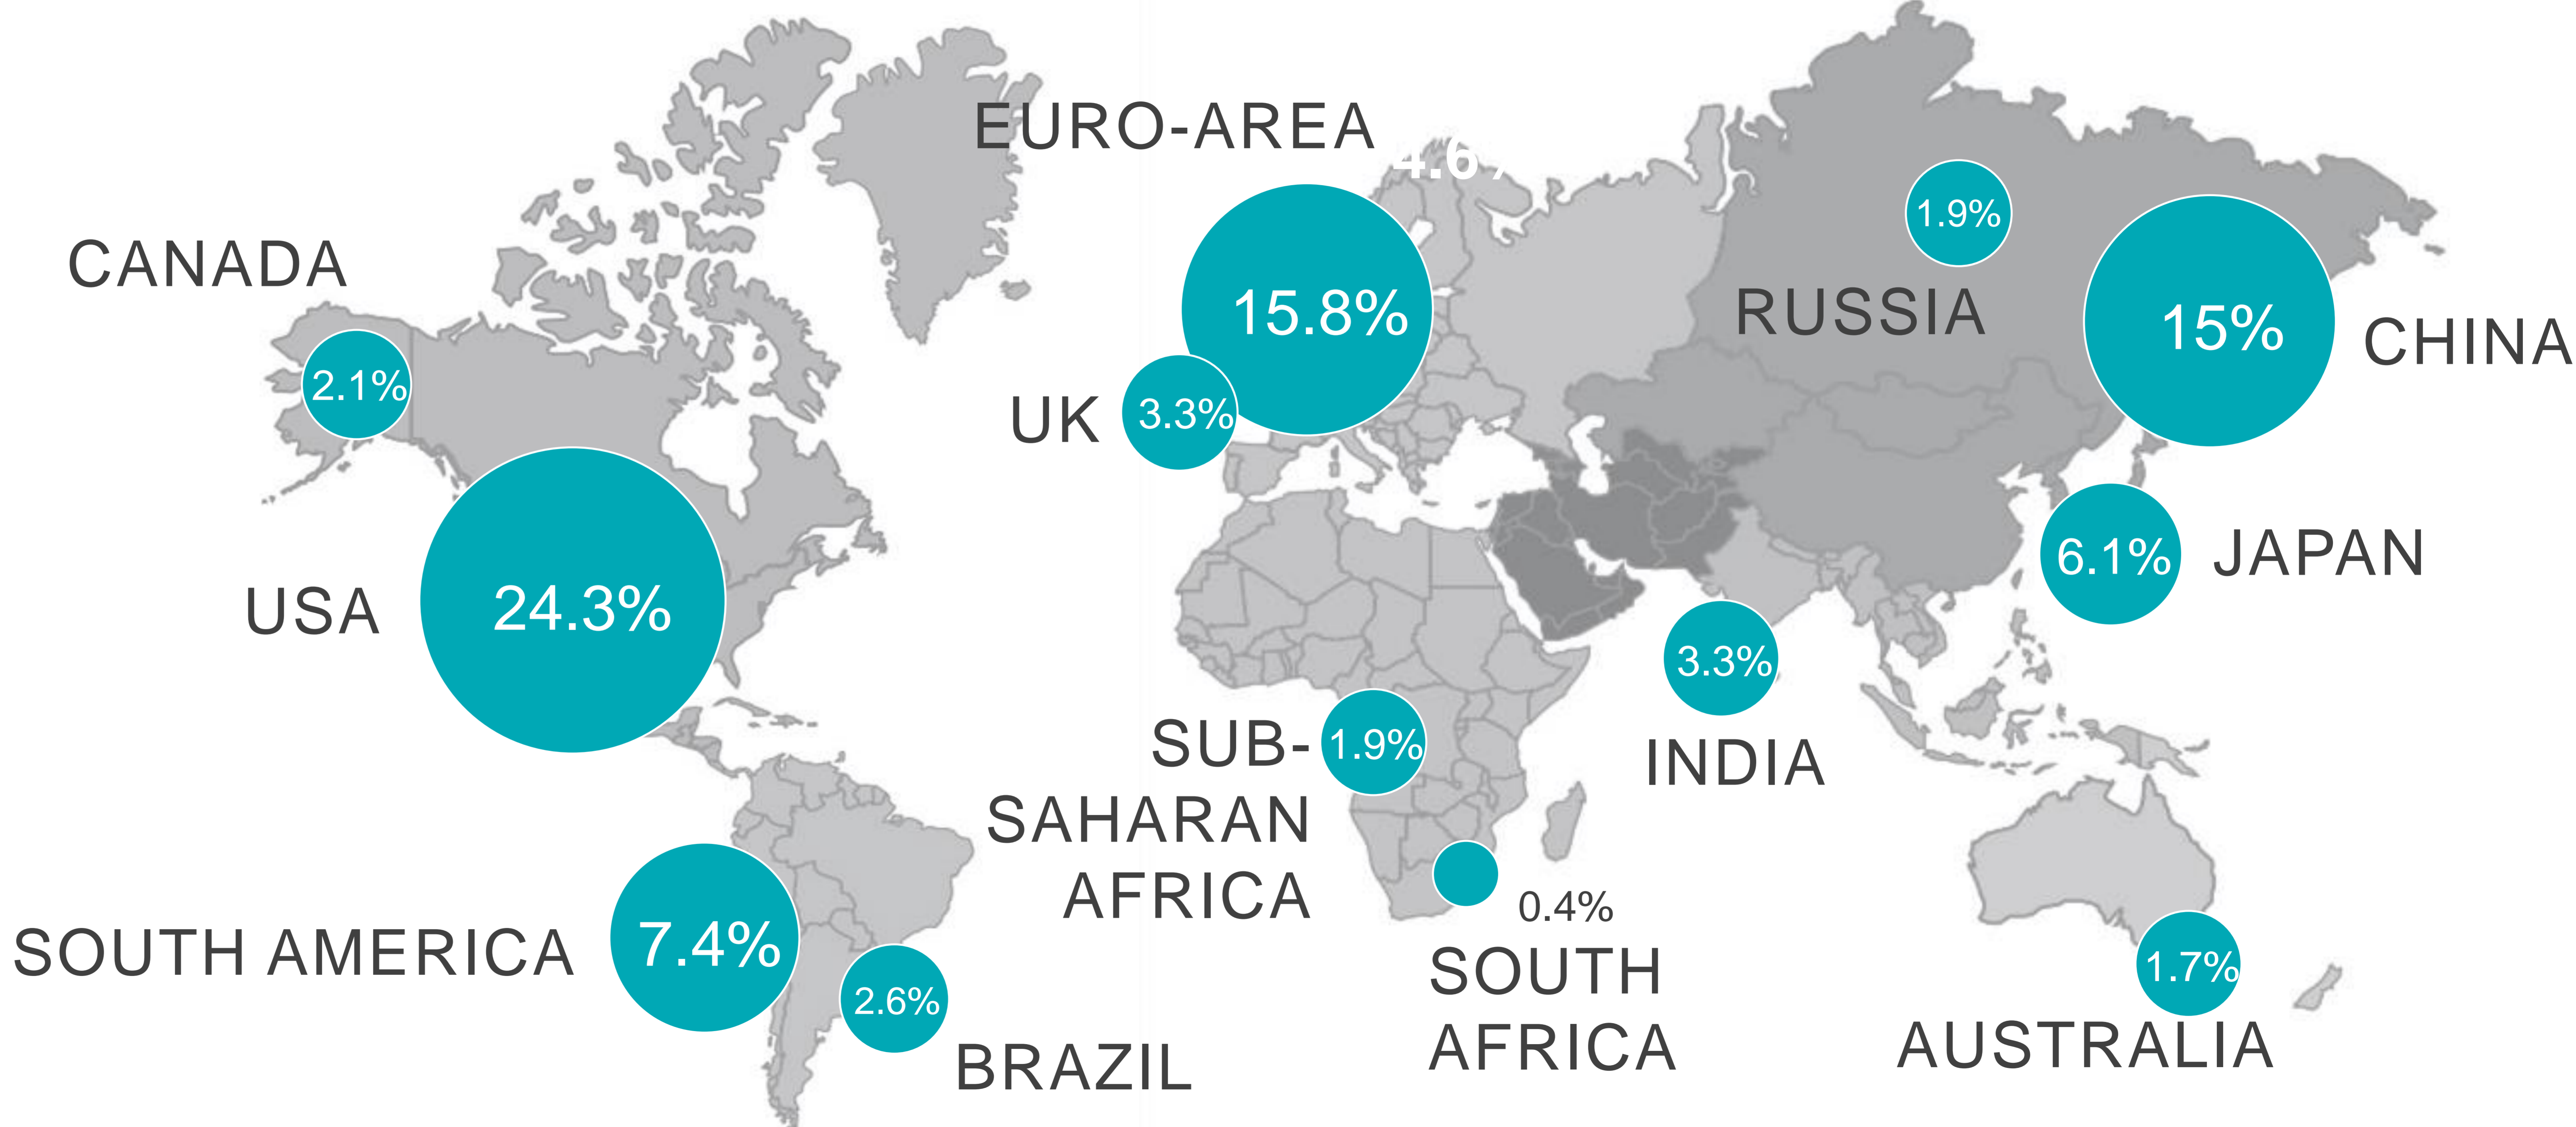 EURO-AREA
4.6%
15.8%
CANADA
2.1%
UK
3.3%
1.9%
RUSSIA
15%
CHINA
USA
24.3%
6.1%
JAPAN
3.3%
INDIA
SUB-
SAHARAN
AFRICA
1.9%
0.4%
SOUTH
AFRICA
SOUTH AMERICA
7.4%
2.6%
BRAZIL
1.7%
AUSTRALIA